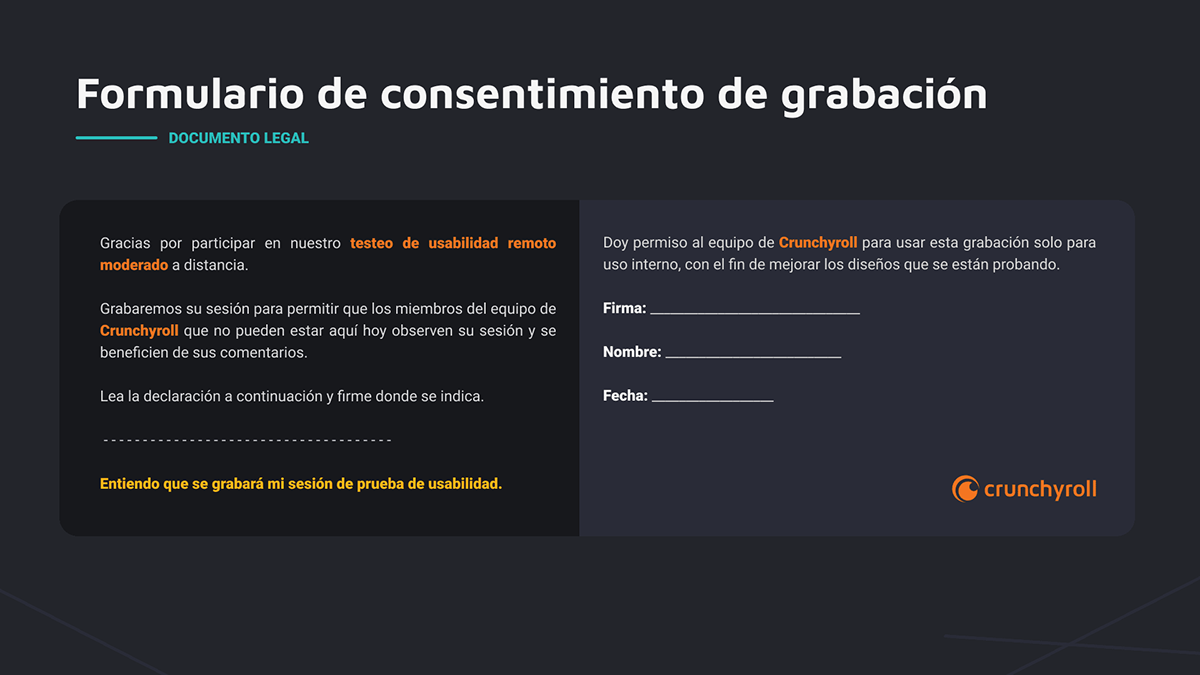 Formulario de consentimiento de grabación
DOCUMENTO LEGAL
Gracias por participar en nuestro testeo de usabilidad remoto
moderado a distancia.
Grabaremos su sesión para permitir que los miembros del equipo de
Crunchyroll que no pueden estar aquí hoy observen su sesión y se
beneficien de sus comentarios.
Lea la declaración a continuación y firme donde se indica.
- - - - - - - - - - - - - - - - - - - - - - - - - - - - - - - - - - - - -
Entiendo que se grabará mi sesión de prueba de usabilidad.
Doy permiso al equipo de Crunchyroll para usar esta grabación solo para
uso interno, con el fin de mejorar los diseños que se están probando.
Firma: __________________________
Nombre: ______________________
Fecha: _______________
crunchyroll